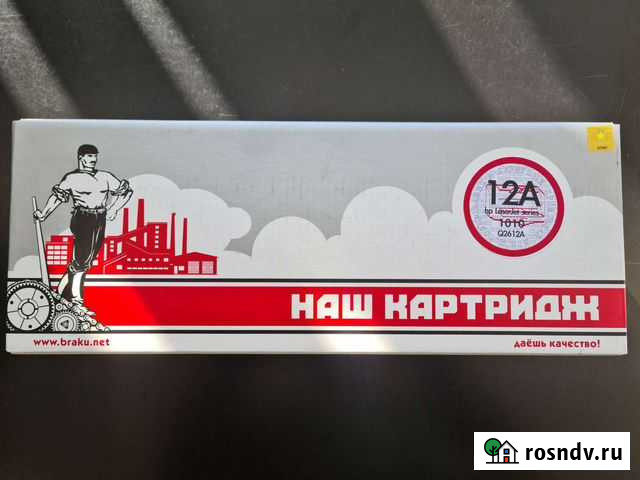 12A
hp LaserJet series
1010
Q2612A
НАШ КАРТРИДЖ
www.braku.net
даёшь качество!
rosndv.ru